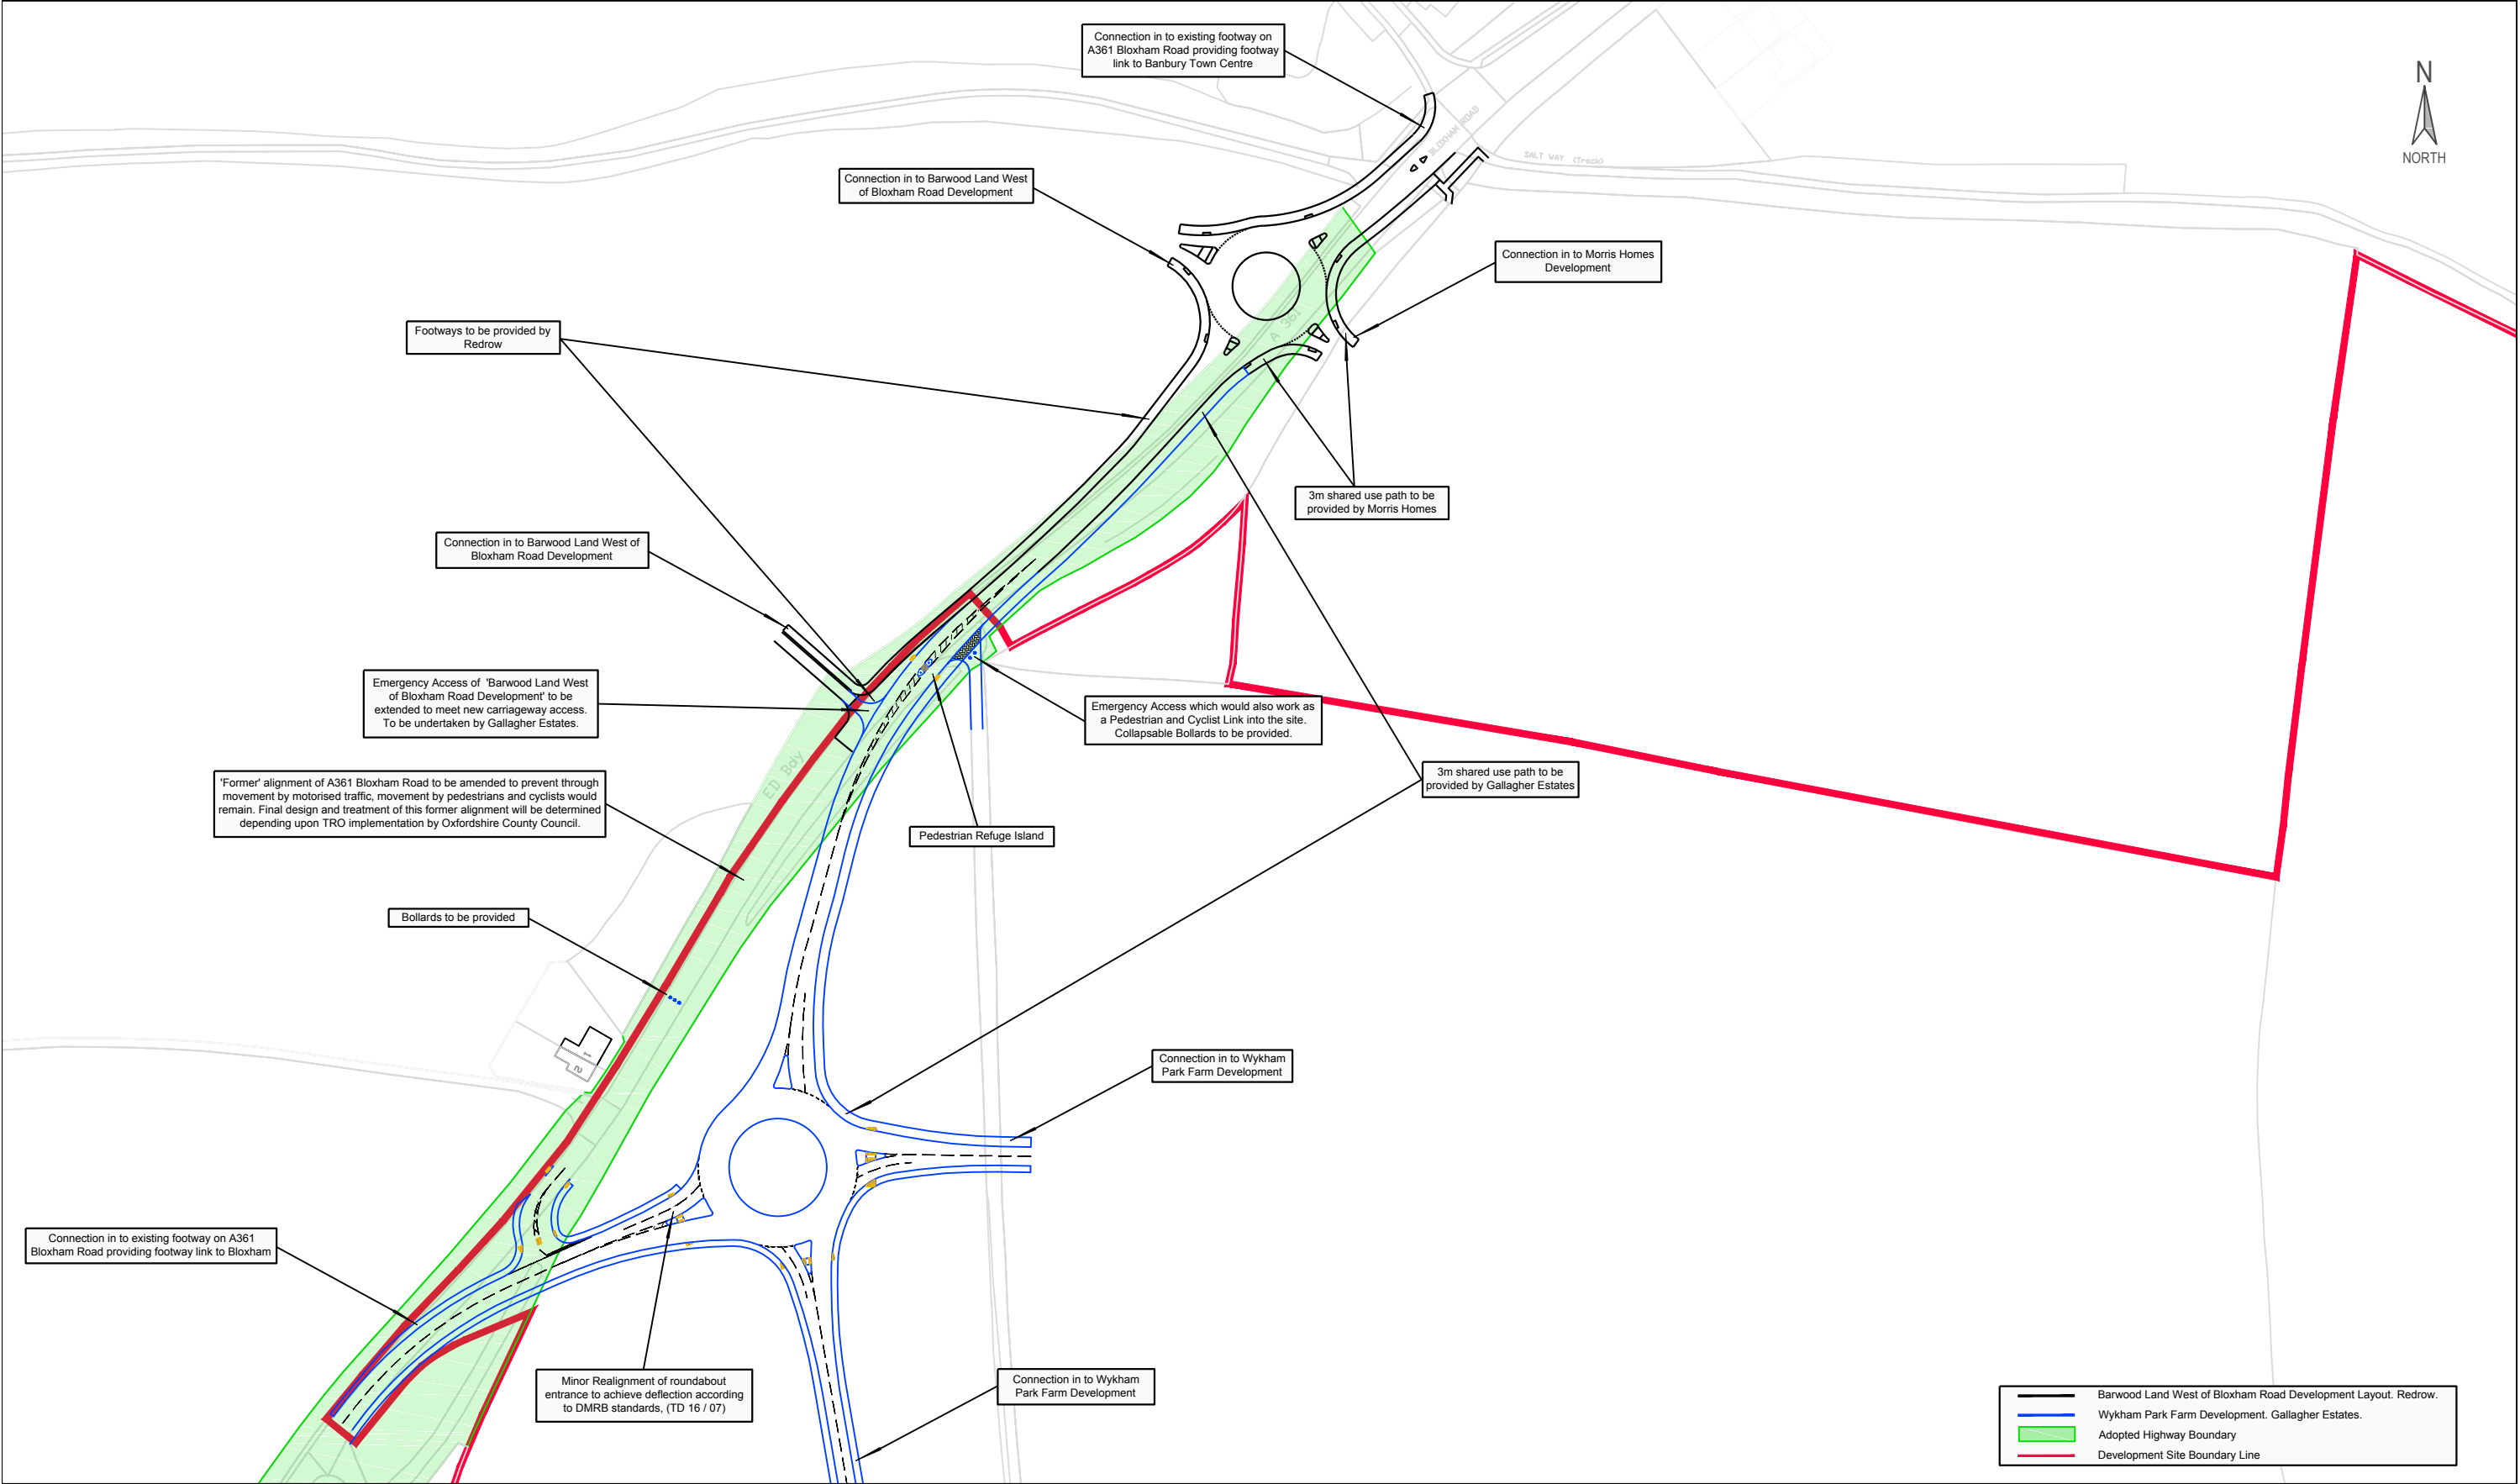 Connection in to existing footway on
A361 Bloxham Road providing footway
link to Banbury Town Centre
N
NORTH
BLOXHAM ROAD
SALT WAY (Track)
Connection in to Barwood Land West
of Bloxham Road Development
Connection in to Morris Homes
Development
A 361
Footways to be provided by
Redrow
3m shared use path to be
provided by Morris Homes
Connection in to Barwood Land West of
Bloxham Road Development
Emergency Access of 'Barwood Land West
of Bloxham Road Development' to be
extended to meet new carriageway access.
To be undertaken by Gallagher Estates.
Emergency Access which would also work as
a Pedestrian and Cyclist Link into the site.
Collapsable Bollards to be provided.
ED Bdy
'Former' alignment of A361 Bloxham Road to be amended to prevent through
movement by motorised traffic, movement by pedestrians and cyclists would
remain. Final design and treatment of this former alignment will be determined
depending upon TRO implementation by Oxfordshire County Council.
3m shared use path to be
provided by Gallagher Estates
Pedestrian Refuge Island
Bollards to be provided
1
2
Connection in to Wykham
Park Farm Development
Connection in to existing footway on A361
Bloxham Road providing footway link to Bloxham
Minor Realignment of roundabout
entrance to achieve deflection according
to DMRB standards, (TD 16 / 07)
Connection in to Wykham
Park Farm Development
Barwood Land West of Bloxham Road Development Layout. Redrow.
Wykham Park Farm Development. Gallagher Estates.
Adopted Highway Boundary
Development Site Boundary Line